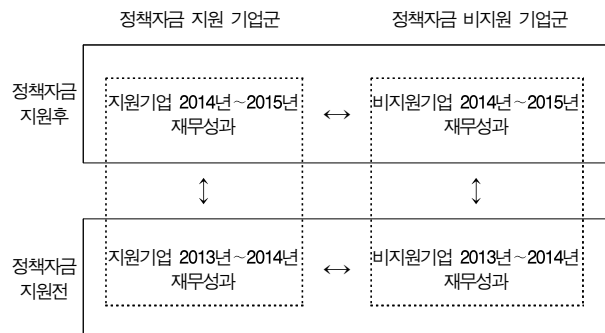 정책자금 지원 기업군
정책자금 비지원 기업군
정책자금
지원후
지원기업 2014년~2015년
재무성과
↔
비지원기업 2014년~2015년
재무성과
↕
↕
정책자금
지원전
지원기업 2013년~2014년
재무성과
↔
비지원기업 2013년~2014년
재무성과